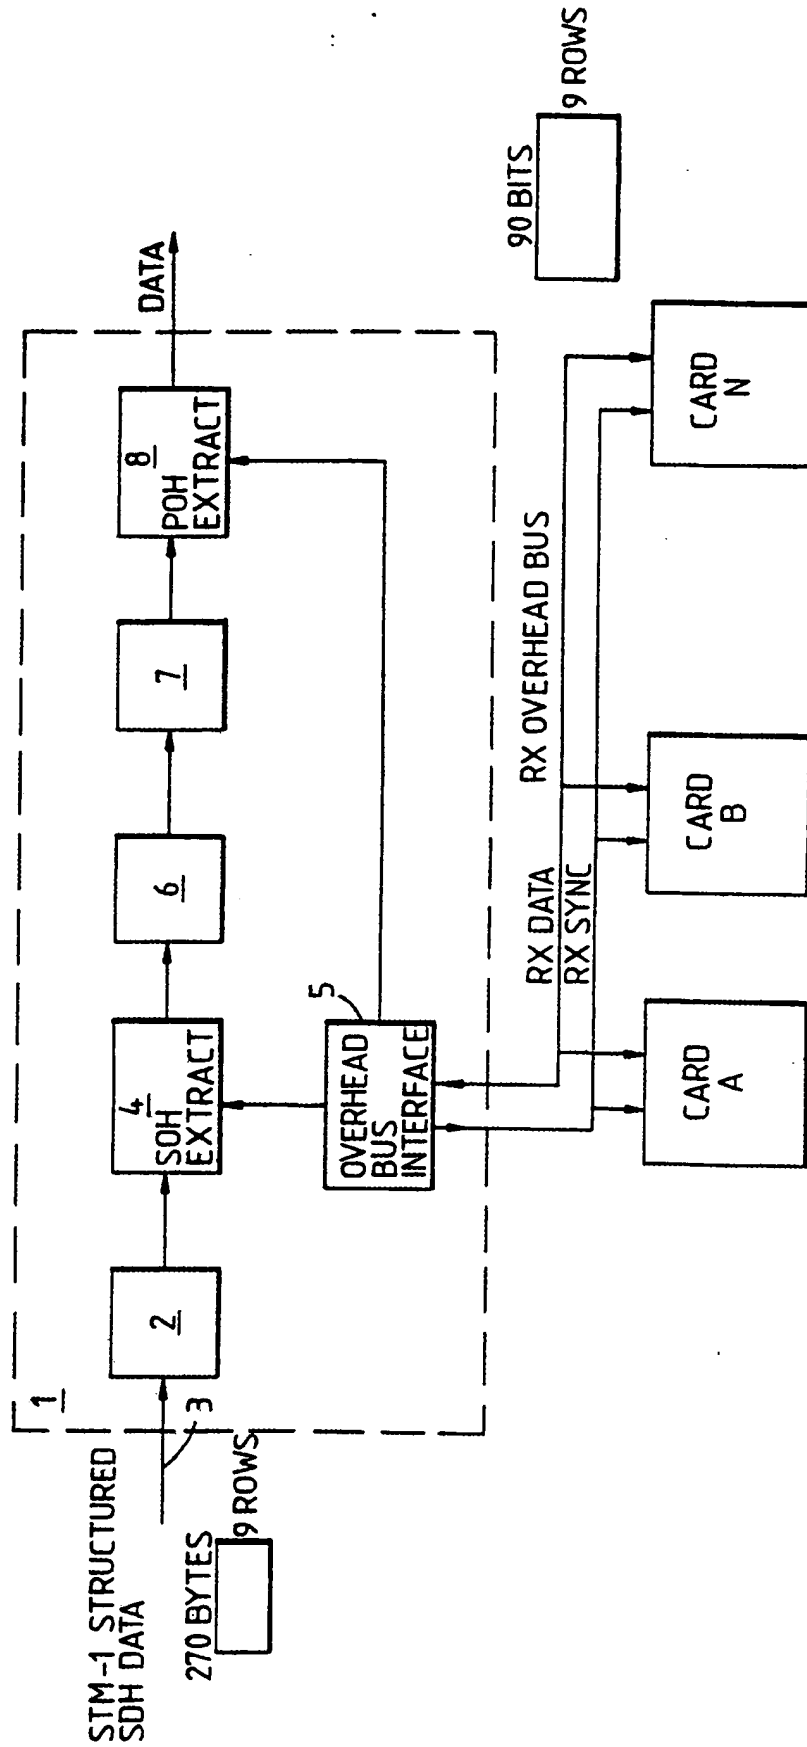 STM-1 STRUCTURED
SDH DATA
270 BYTES
9 ROWS
1
3
2
4
SOH
EXTRACT
6
7
8
POH
EXTRACT
DATA
5
OVERHEAD
BUS
INTERFACE
RX DATA
RX SYNC
RX OVERHEAD BUS
90 BITS
9 ROWS
CARD
A
CARD
B
CARD
N